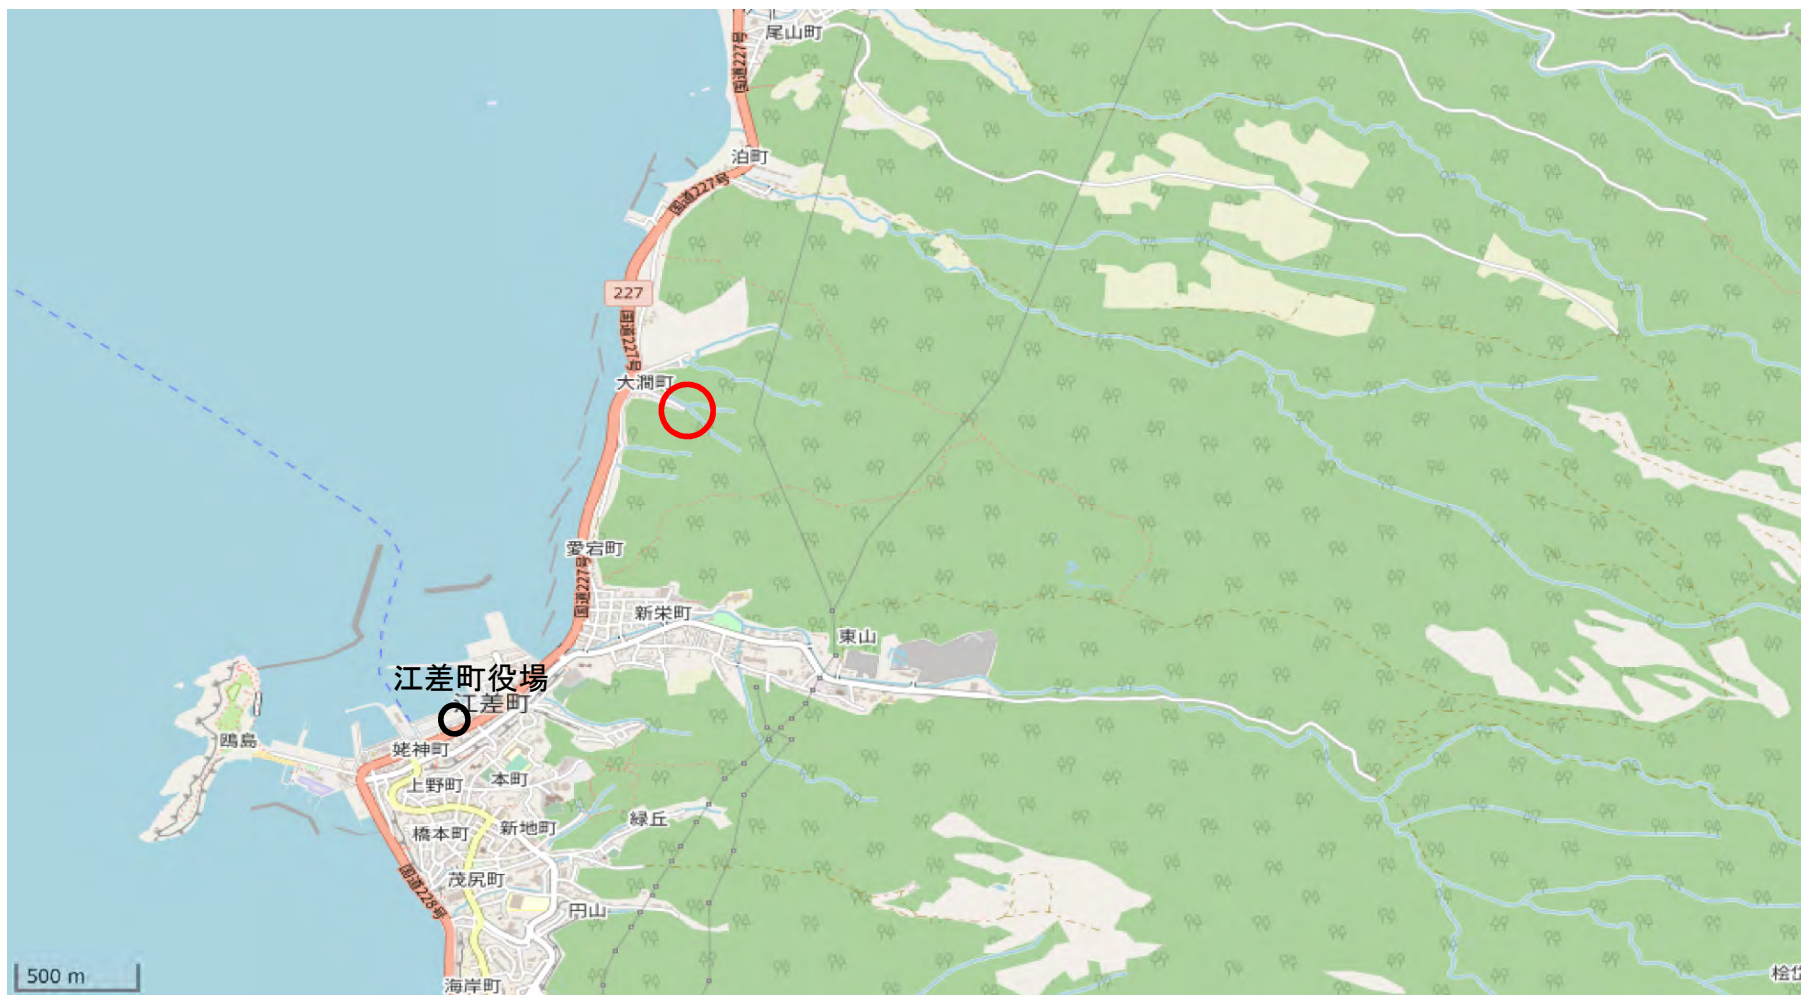 尾山町
国道227号
泊町
国道227号
227
国道227号
大澗町
愛宕町
国道227号
新栄町
東山
江差町役場
江差町
鴎島
姥神町
上野町
本町
橋本町
新地町
緑丘
茂尻町
国道228号
円山
海岸町
500 m
桧岱